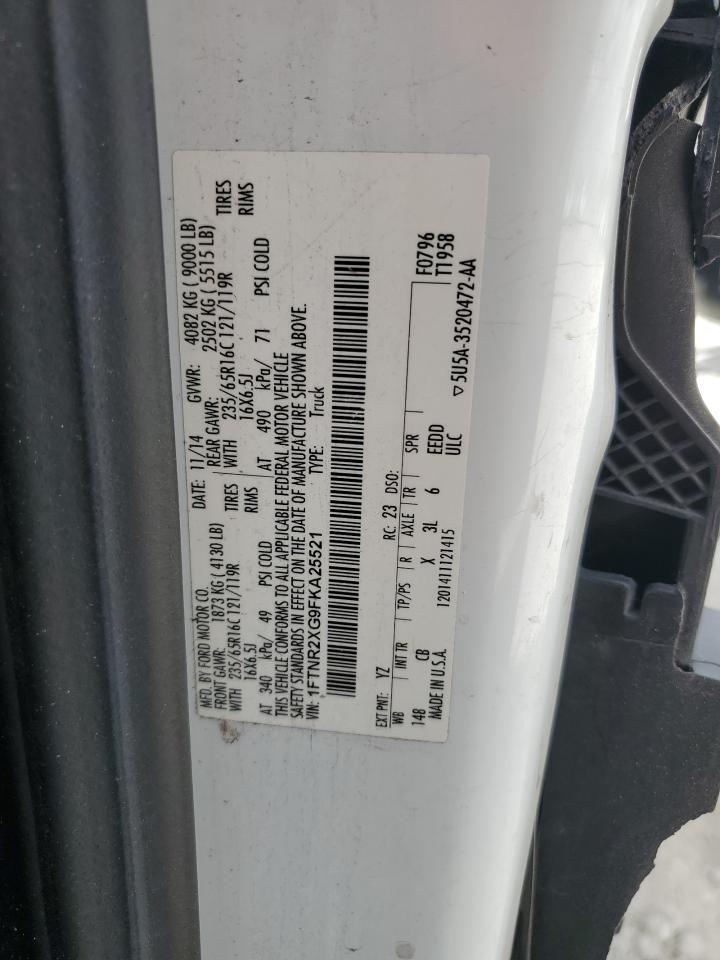 MFD. BY FORD MOTOR CO.
DATE: 11/14 GVWR: 4082 KG ( 9000 LB)
FRONT GAWR: 1873 KG ( 4130 LB) REAR GAWR: 2502 KG ( 5515 LB)
WITH 235/65R16C 121/119R TIRES WITH 235/65R16C 121/119R TIRES
16X6.5J RIMS 16X6.5J RIMS
AT 340 kPa/ 49 PSI COLD AT 490 kPa/ 71 PSI COLD
THIS VEHICLE CONFORMS TO ALL APPLICABLE FEDERAL MOTOR VEHICLE
SAFETY STANDARDS IN EFFECT ON THE DATE OF MANUFACTURE SHOWN ABOVE.
VIN: 1FTNR2XG9FKA25521 TYPE: Truck
EXT PNT: YZ RC: 23 DSO: F0796
WB INT TR TP/PS R AXLE TR SPR T1958
148 CB X 3L 6 EEDD
MADE IN U.S.A. 1201411121415 ULC
▽5U5A-3520472-AA